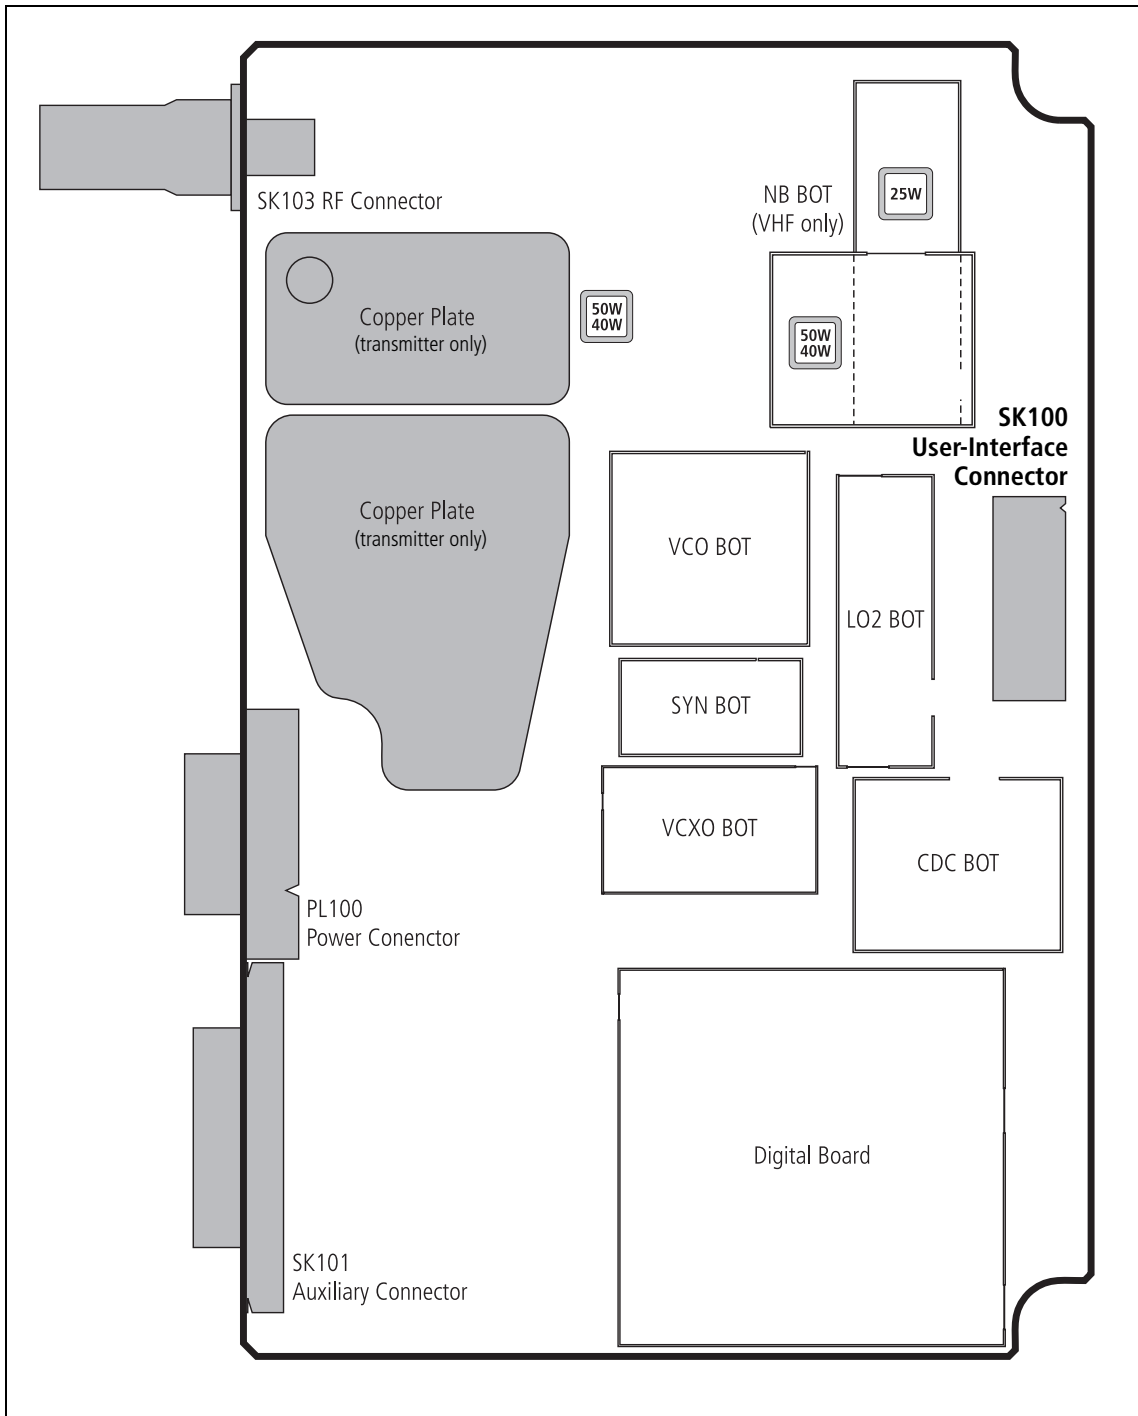 SK103 RF Connector
NB BOT
(VHF only)
25W
Copper Plate
(transmitter only)
50W
40W
50W
40W
SK100
User-Interface
Connector
Copper Plate
(transmitter only)
VCO BOT
LO2 BOT
SYN BOT
VCXO BOT
CDC BOT
PL100
Power Conenctor
Digital Board
SK101
Auxiliary Connector